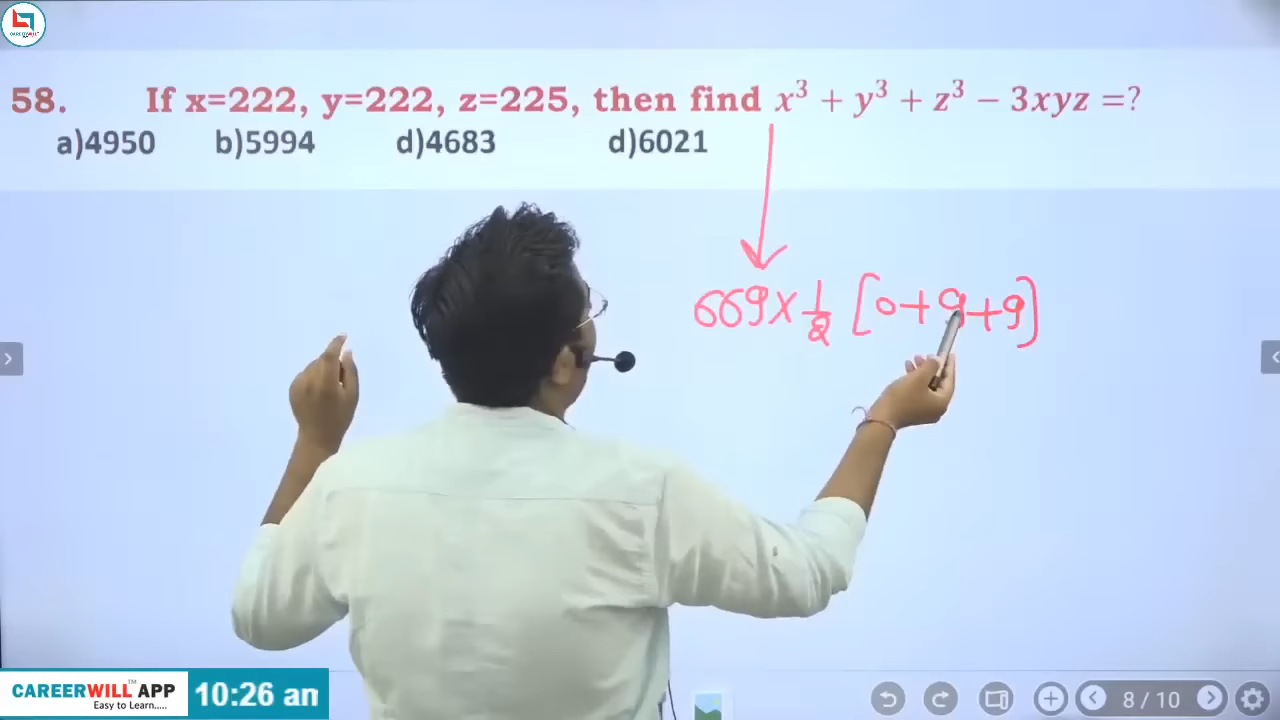 CAREERWILL
58. If x=222, y=222, z=225, then find x³ + y³ + z³ − 3xyz =?
a)4950 b)5994 d)4683 d)6021
669 × 1/2 [0+9+9]
CAREERWILL™ APP
Easy to Learn.....
10:26 an
8 / 10